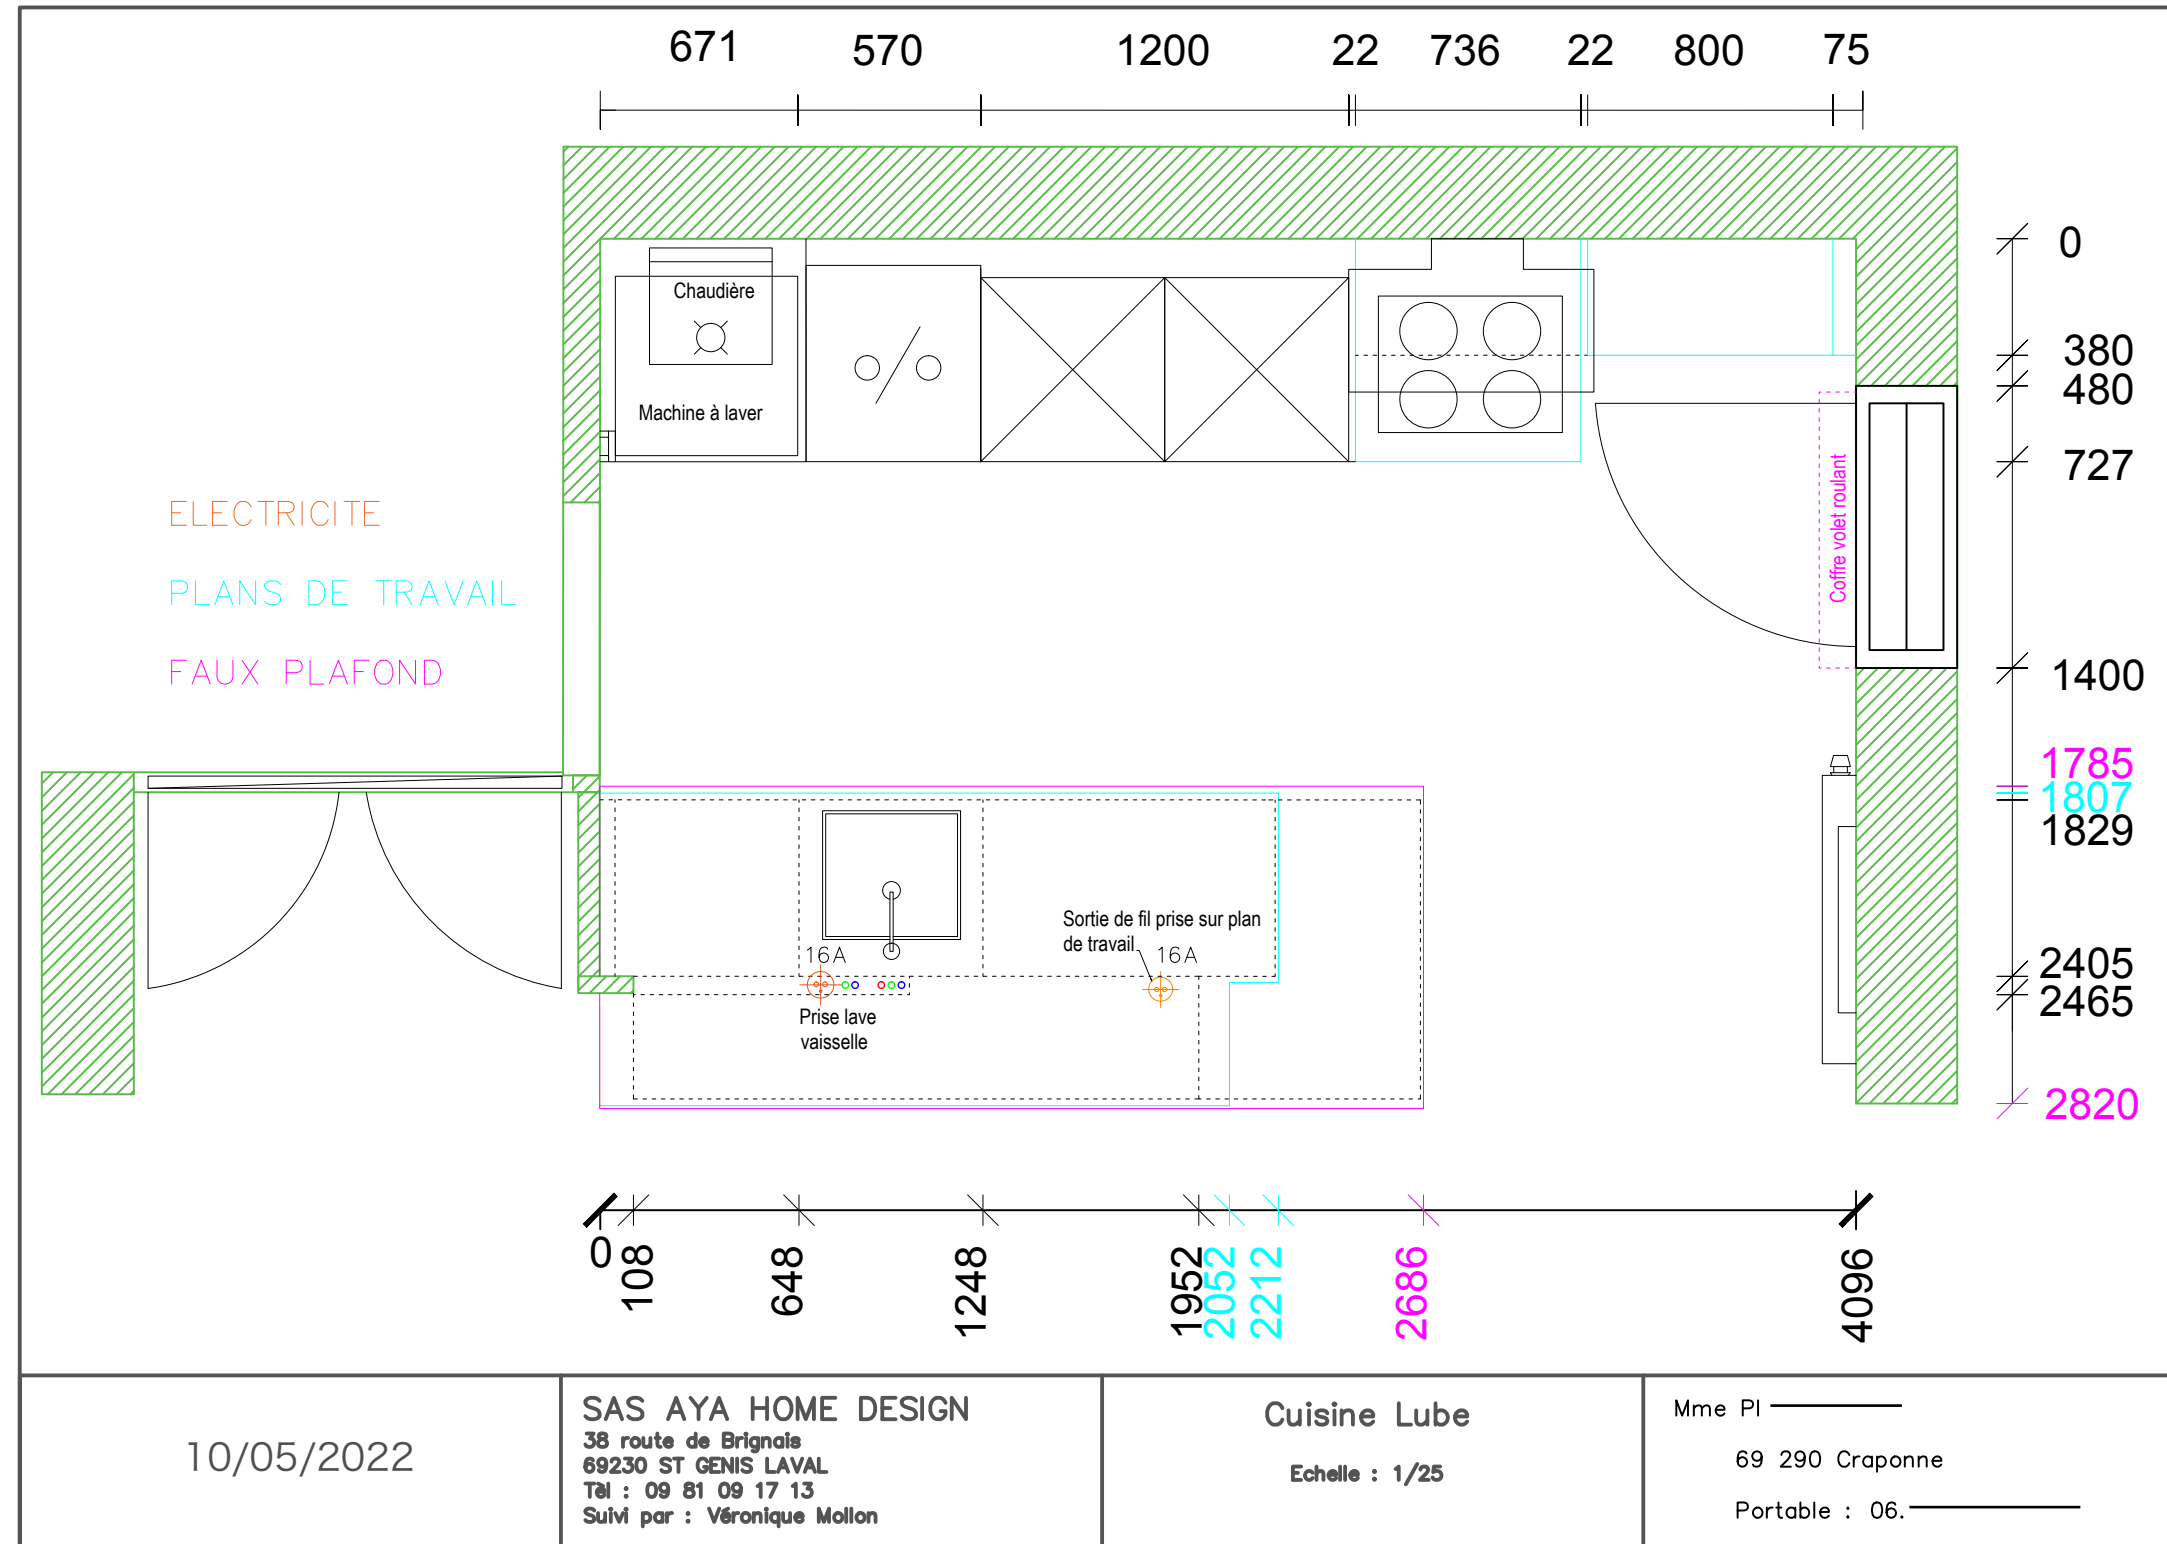 671 570 1200 22 736 22 800 75
0
380
480
727
1400
1785
1807
1829
2405
2465
2820
Chaudière
Machine à laver
Coffre volet roulant
ELECTRICITE
PLANS DE TRAVAIL
FAUX PLAFOND
Sortie de fil prise sur plan
de travail
16A
16A
Prise lave
vaisselle
0 108 648 1248 1952 2052 2212 2686 4096
10/05/2022
SAS AYA HOME DESIGN
38 route de Brignais
69230 ST GENIS LAVAL
Tèl : 09 81 09 17 13
Suivi par : Véronique Mollon
Cuisine Lube
Echelle : 1/25
Mme Pl
69 290 Craponne
Portable : 06.